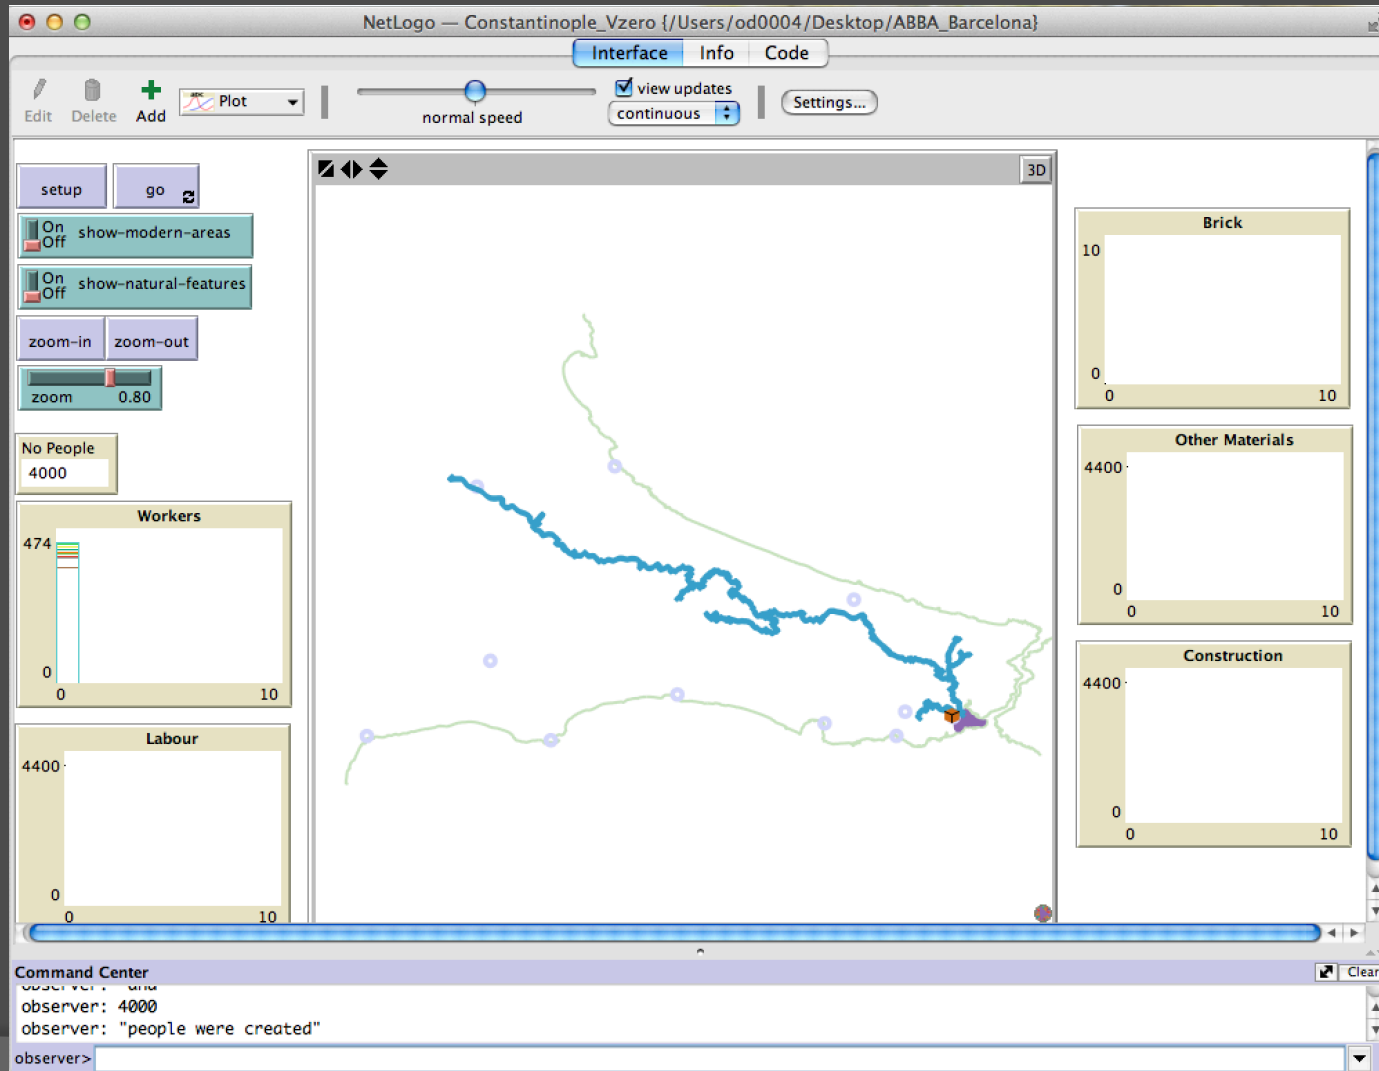 NetLogo — Constantinople_Vzero {/Users/od0004/Desktop/ABBA_Barcelona}
Interface Info Code
Edit Delete Add abc Plot normal speed view updates continuous Settings...
3D
setup go
On Off show-modern-areas
On Off show-natural-features
zoom-in zoom-out
zoom 0.80
No People
4000
Workers
474
0
0 10
Labour
4400
0
0 10
Brick
10
0
0 10
Other Materials
4400
0
0 10
Construction
4400
0
0 10
Command Center Clear
observer: "and
observer: 4000
observer: "people were created"
observer>